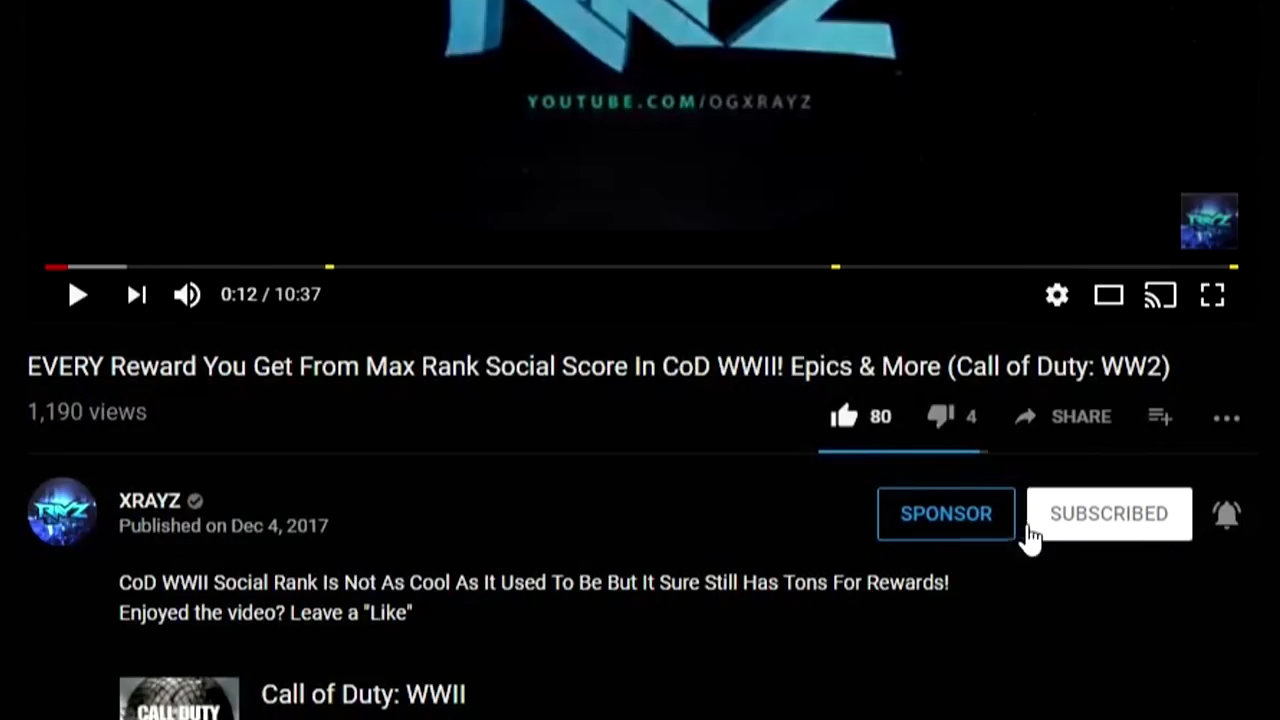 RAYZ
YOUTUBE.COM/OGXRAYZ
RAYZ
0:12 / 10:37
EVERY Reward You Get From Max Rank Social Score In CoD WWII! Epics & More (Call of Duty: WW2)
1,190 views
80
4
SHARE
RAYZ
XRAYZ
Published on Dec 4, 2017
SPONSOR
SUBSCRIBED
CoD WWII Social Rank Is Not As Cool As It Used To Be But It Sure Still Has Tons For Rewards!
Enjoyed the video? Leave a "Like"
CALL DUTY
Call of Duty: WWII